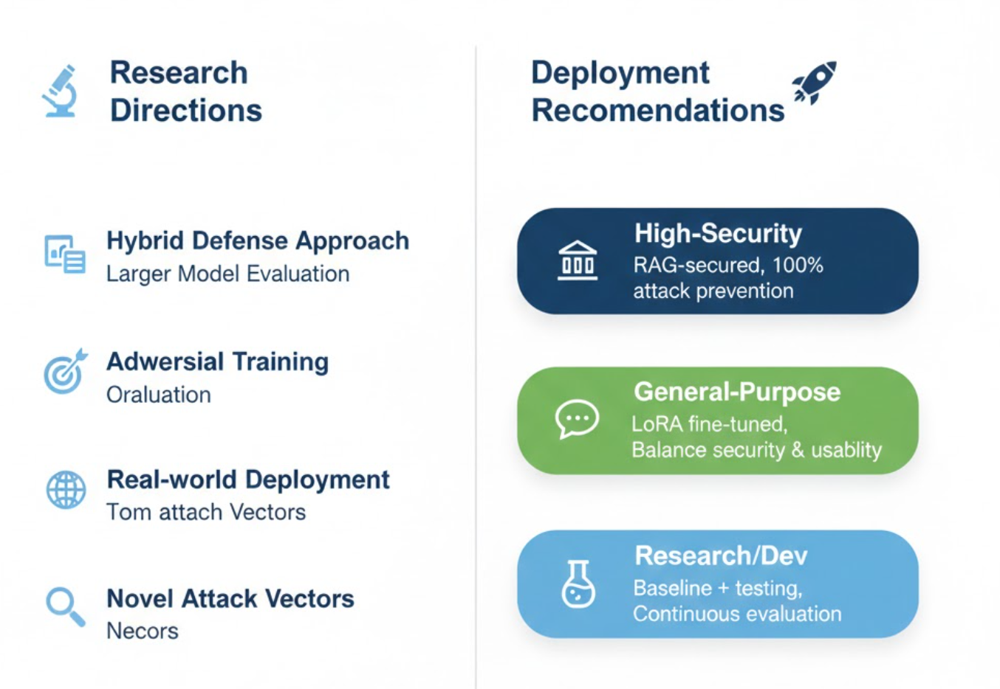 Research
Directions
Hybrid Defense Approach
Larger Model Evaluation
Adwersial Training
Oraluation
Real-world Deployment
Tom attach Vectors
Novel Attack Vectors
Necors
Deployment
Recomendations
High-Security
RAG-secured, 100%
attack prevention
General-Purpose
LoRA fine-tuned,
Balance security & usablity
Research/Dev
Baseline + testing,
Continuous evaluation